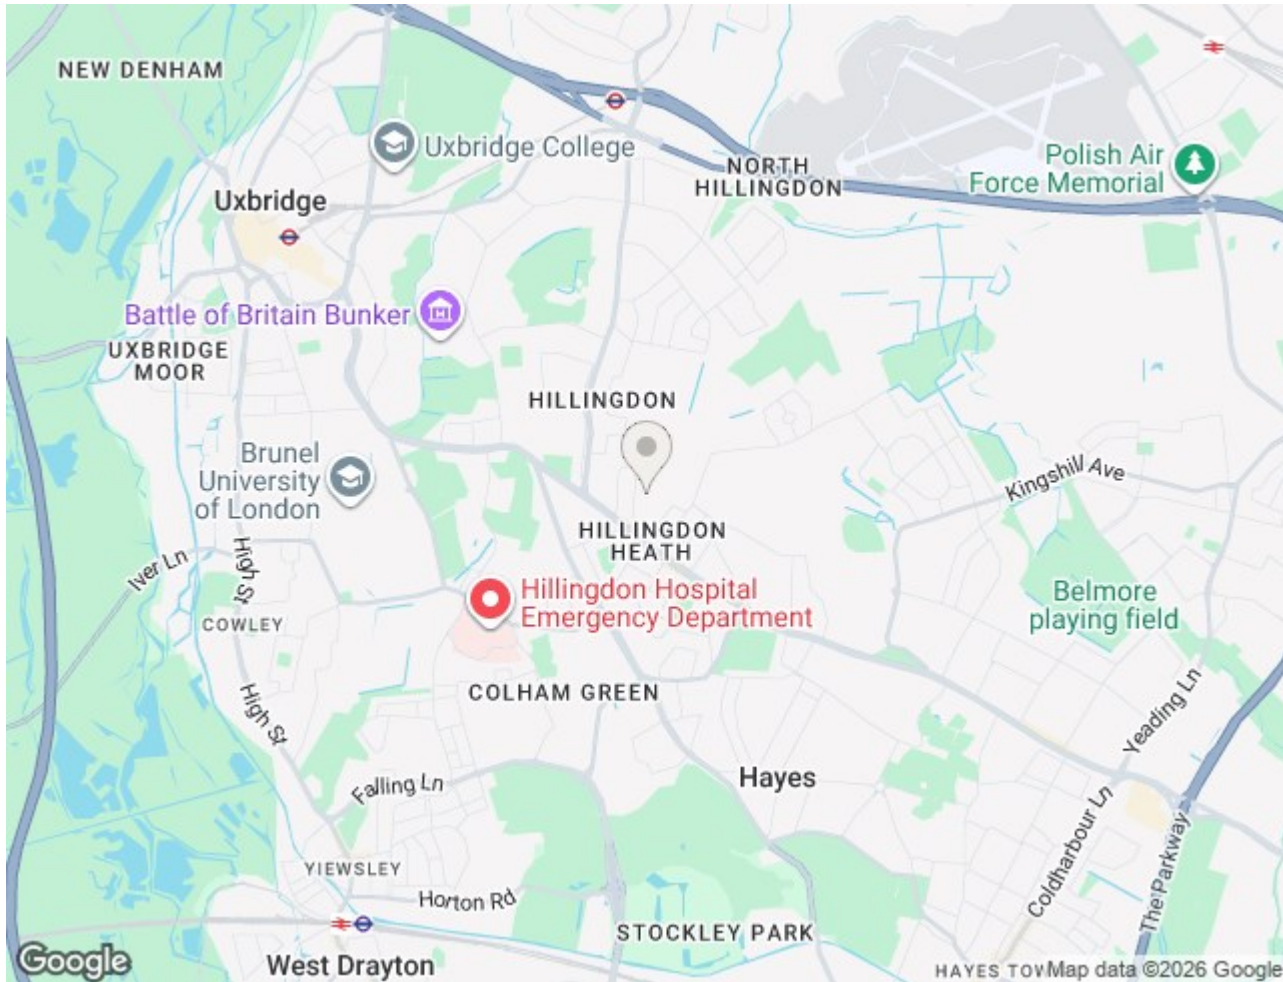 NEW DENHAM
Uxbridge College
NORTH
HILLINGDON
Polish Air
Force Memorial
Uxbridge
Battle of Britain Bunker
UXBRIDGE
MOOR
HILLINGDON
Brunel
University
of London
Kingshill Ave
HILLINGDON
HEATH
Iver Ln
High St
Hillingdon Hospital
Emergency Department
Belmore
playing field
COWLEY
COLHAM GREEN
High St
Yeading Ln
Falling Ln
Hayes
Coldharbour Ln
The Parkway
YIEWSLEY
Horton Rd
STOCKLEY PARK
Google
West Drayton
HAYES TOW
Map data ©2026 Google